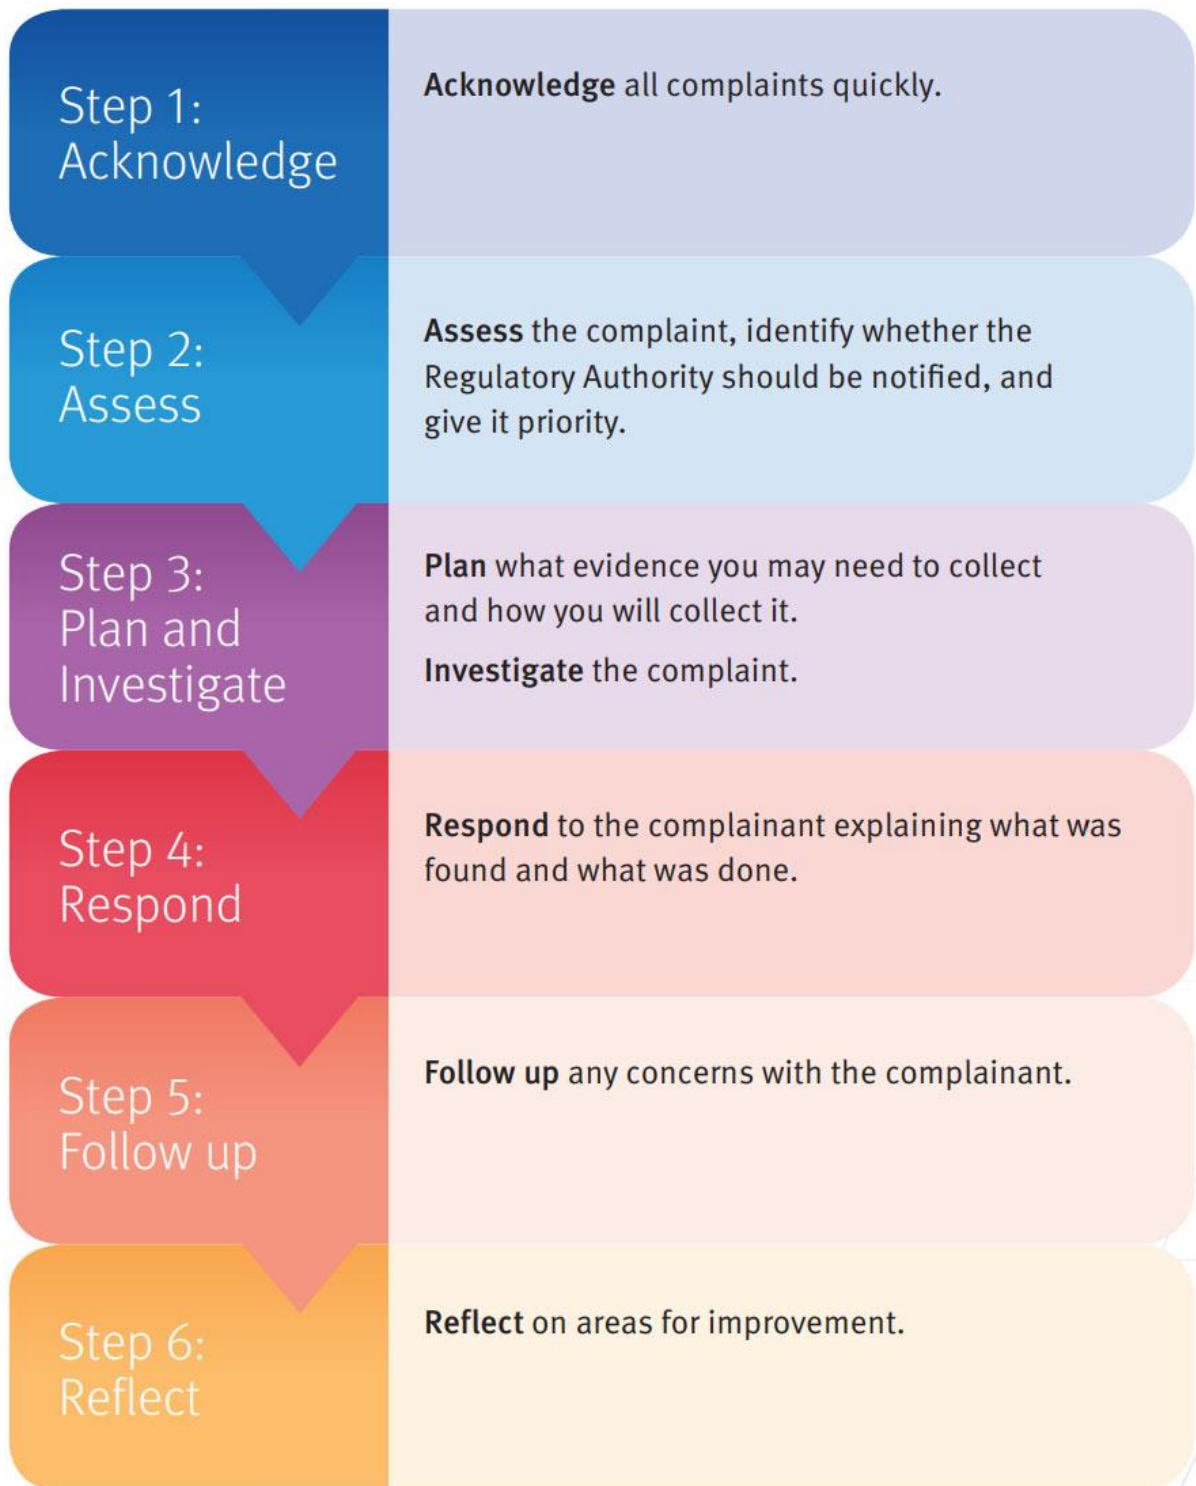 Step 1:
Acknowledge
Acknowledge all complaints quickly.
Step 2:
Assess
Assess the complaint, identify whether the
Regulatory Authority should be notified, and
give it priority.
Step 3:
Plan and
Investigate
Plan what evidence you may need to collect
and how you will collect it.
Investigate the complaint.
Step 4:
Respond
Respond to the complainant explaining what was
found and what was done.
Step 5:
Follow up
Follow up any concerns with the complainant.
Step 6:
Reflect
Reflect on areas for improvement.